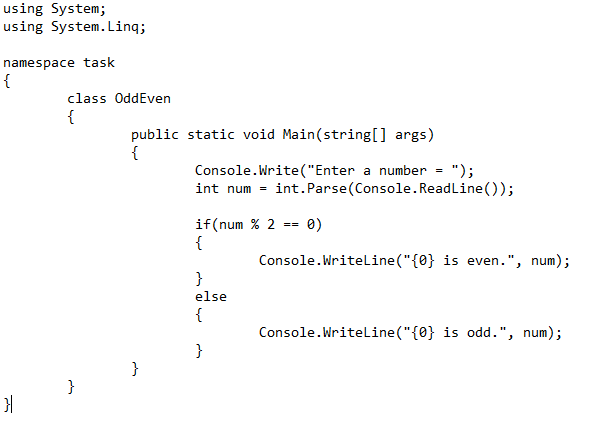 using System;
using System.Linq;
namespace task
{
class OddEven
{
public static void Main(string[] args)
{
Console.Write("Enter a number = ");
int num = int.Parse(Console.ReadLine());
if(num % 2 == 0)
{
Console.WriteLine("{0} is even.", num);
}
else
{
Console.WriteLine("{0} is odd.", num);
}
}
}
}